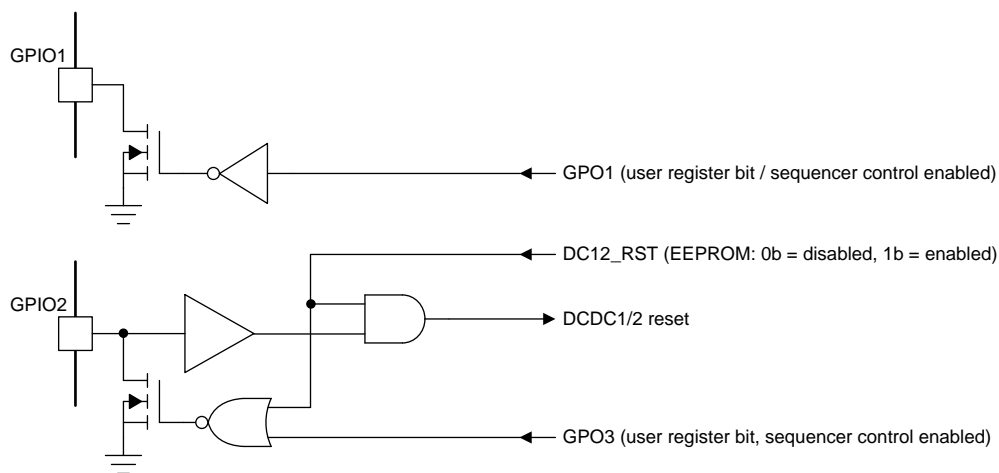 GPIO1
GPO1 (user register bit / sequencer control enabled)
DC12_RST (EEPROM: 0b = disabled, 1b = enabled)
GPIO2
DCDC1/2 reset
GPO3 (user register bit, sequencer control enabled)